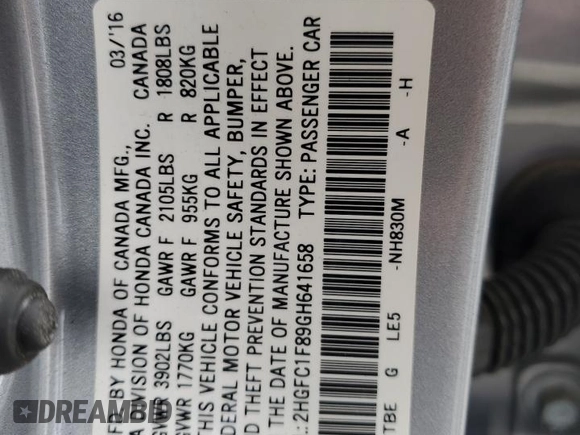 FD BY HONDA OF CANADA MFG., 03/'16
A DIVISION OF HONDA CANADA INC. CANADA
GVWR 3902LBS GAWR F 2105LBS R 1808LBS
GVWR 1770KG GAWR F 955KG R 820KG
THIS VEHICLE CONFORMS TO ALL APPLICABLE
DERAL MOTOR VEHICLE SAFETY, BUMPER,
D THEFT PREVENTION STANDARDS IN EFFECT
THE DATE OF MANUFACTURE SHOWN ABOVE.
.:2HGFC1F89GH641658 TYPE: PASSENGER CAR
-NH830M -A -H
TBE G LE5
DREAMBID